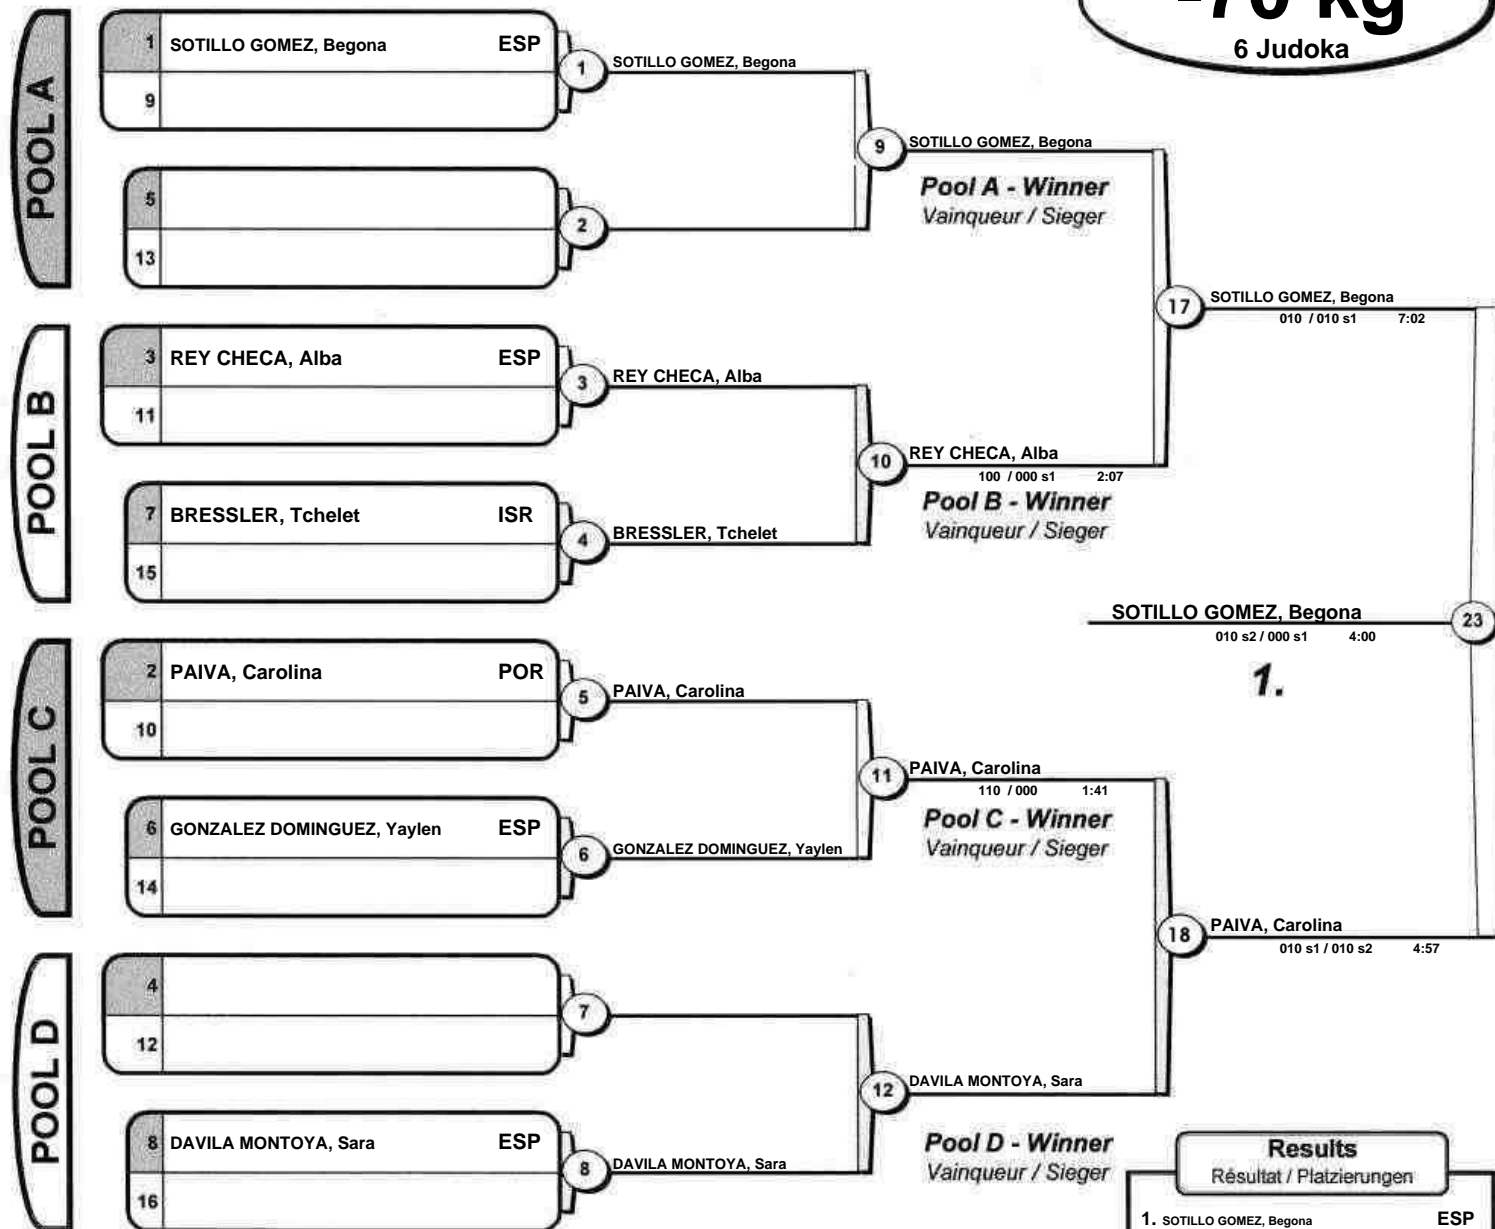 -70 kg
6 Judoka
POOL A
1 SOTILLO GOMEZ, Begona ESP
9
5
13
1 SOTILLO GOMEZ, Begona
2
9 SOTILLO GOMEZ, Begona
Pool A - Winner
Vainqueur / Sieger
17 SOTILLO GOMEZ, Begona
010 / 010 s1 7:02
POOL B
3 REY CHECA, Alba ESP
11
7 BRESSLER, Tchelet ISR
15
3 REY CHECA, Alba
4 BRESSLER, Tchelet
10 REY CHECA, Alba
100 / 000 s1 2:07
Pool B - Winner
Vainqueur / Sieger
SOTILLO GOMEZ, Begona 23
010 s2 / 000 s1 4:00
1.
POOL C
2 PAIVA, Carolina POR
10
6 GONZALEZ DOMINGUEZ, Yaylen ESP
14
5 PAIVA, Carolina
6 GONZALEZ DOMINGUEZ, Yaylen
11 PAIVA, Carolina
110 / 000 1:41
Pool C - Winner
Vainqueur / Sieger
18 PAIVA, Carolina
010 s1 / 010 s2 4:57
POOL D
4
12
8 DAVILA MONTOYA, Sara ESP
16
7
8 DAVILA MONTOYA, Sara
12 DAVILA MONTOYA, Sara
Pool D - Winner
Vainqueur / Sieger
Results
Résultat / Platzierungen
1. SOTILLO GOMEZ, Begona ESP